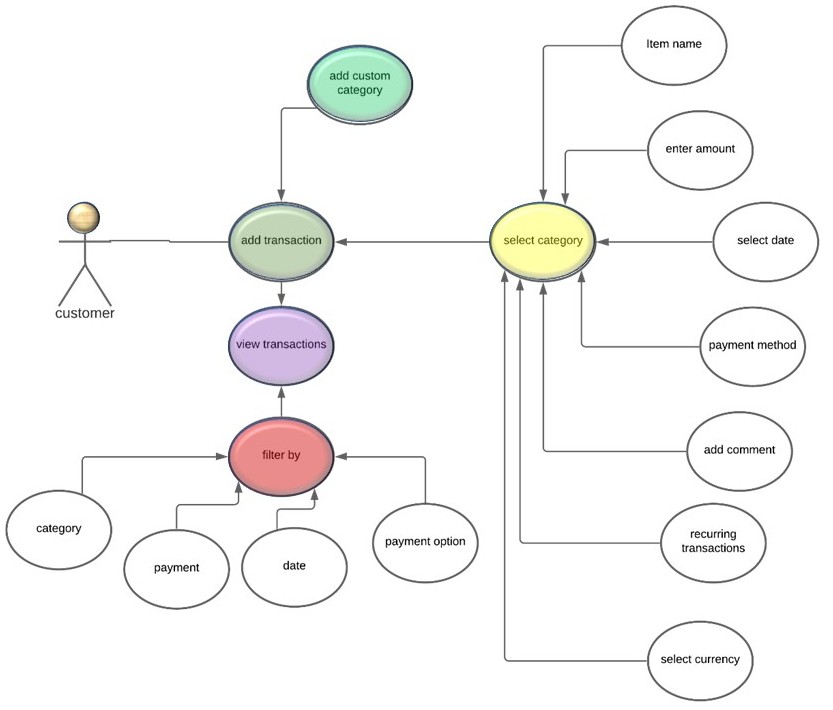 Item name
add custom
category
enter amount
add transaction
select category
select date
customer
view transactions
payment method
filter by
add comment
category
payment
date
payment option
recurring
transactions
select currency